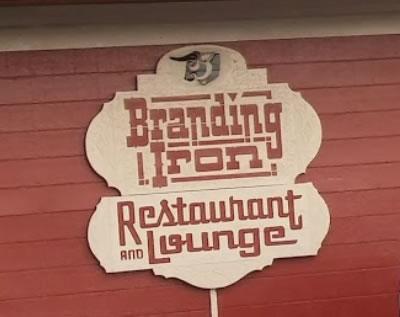 Branding
Iron
Restaurant
AND Lounge